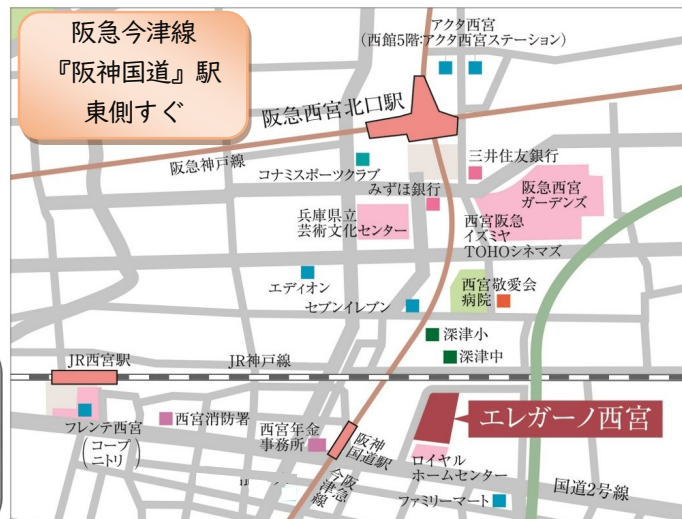 阪急今津線
『阪神国道』駅
東側すぐ
アクタ西宮
（西館5階:アクタ西宮ステーション）
阪急西宮北口駅
阪急神戸線
コナミスポーツクラブ
三井住友銀行
みずほ銀行
阪急西宮
ガーデンズ
兵庫県立
芸術文化センター
西宮阪急
イズミヤ
TOHOシネマズ
エディオン
セブンイレブン
西宮敬愛会
病院
深津小
深津中
JR西宮駅
JR神戸線
フレンテ西宮
（コープ
ニトリ）
西宮消防署
西宮年金
事務所
阪神
国道駅
阪急
今津線
エレガーノ西宮
ロイヤル
ホームセンター
国道2号線
ファミリーマート